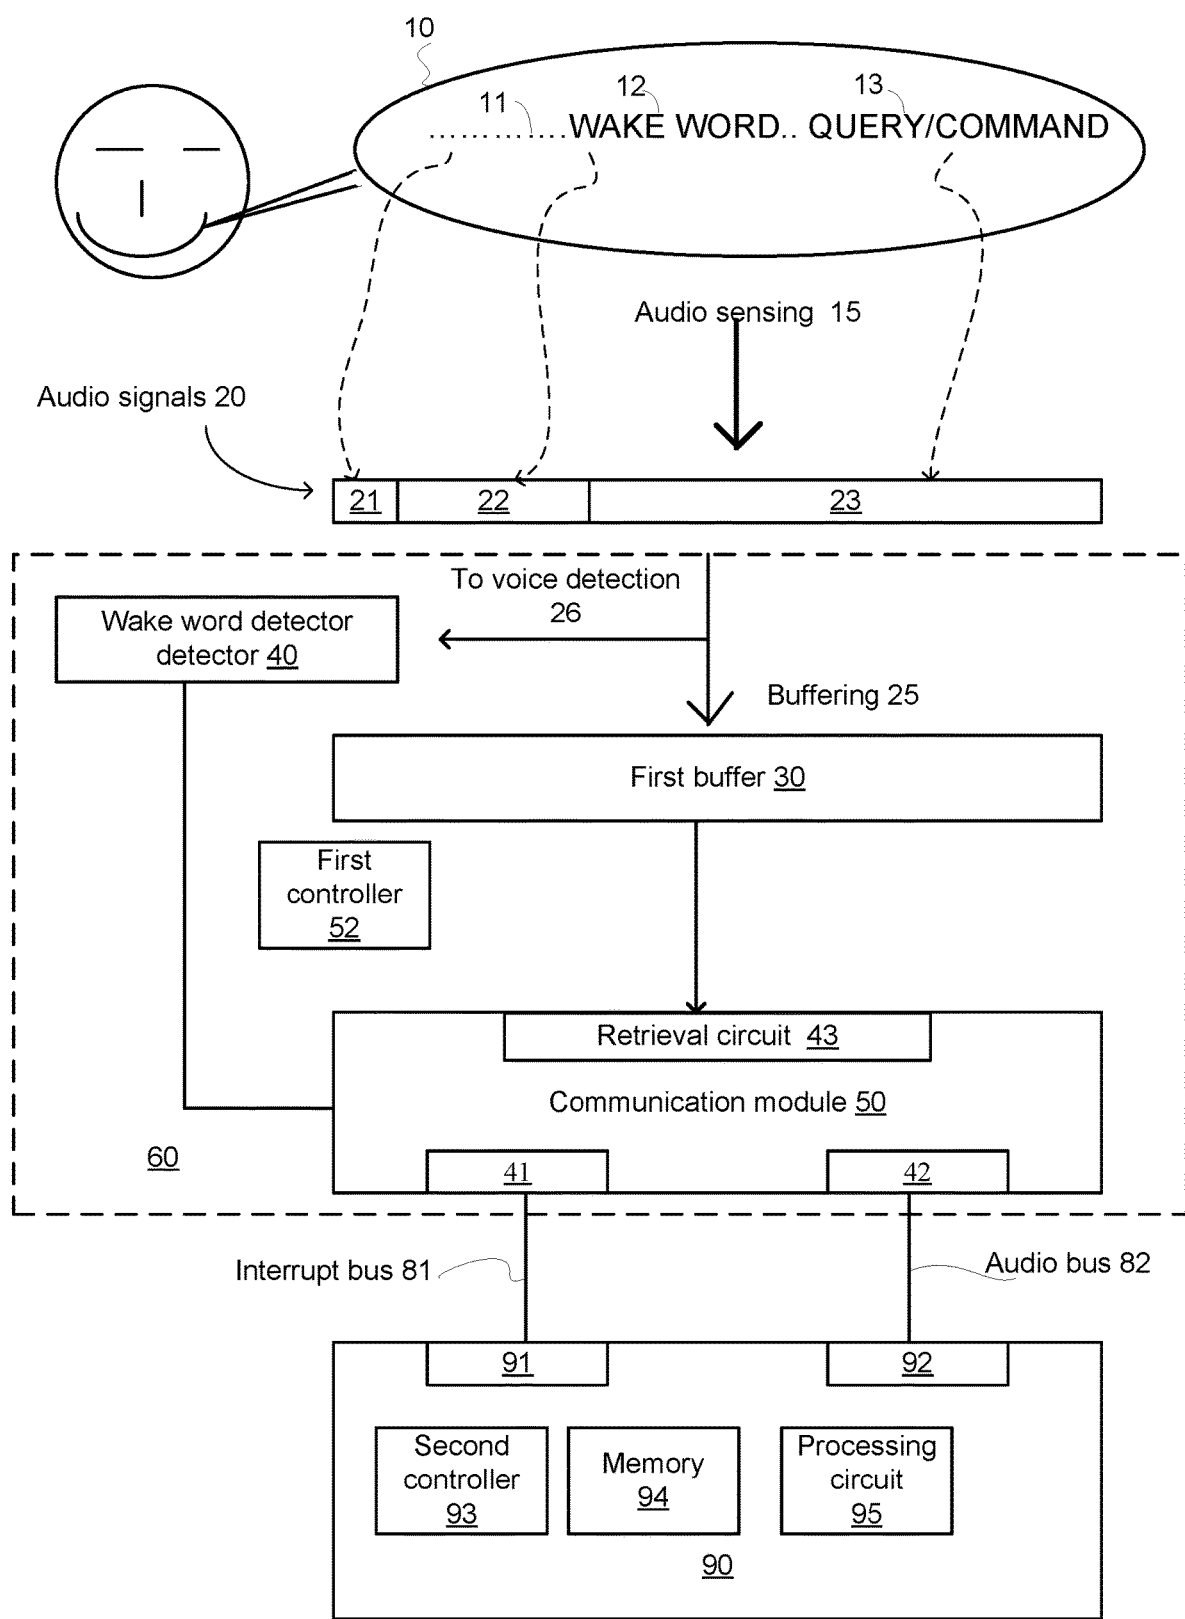 10
11
12
13
............WAKE WORD.. QUERY/COMMAND
Audio sensing 15
Audio signals 20
21
22
23
To voice detection
26
Wake word detector
detector 40
Buffering 25
First buffer 30
First
controller
52
Retrieval circuit 43
Communication module 50
60
41
42
Interrupt bus 81
Audio bus 82
91
92
Second
controller
93
Memory
94
Processing
circuit
95
90